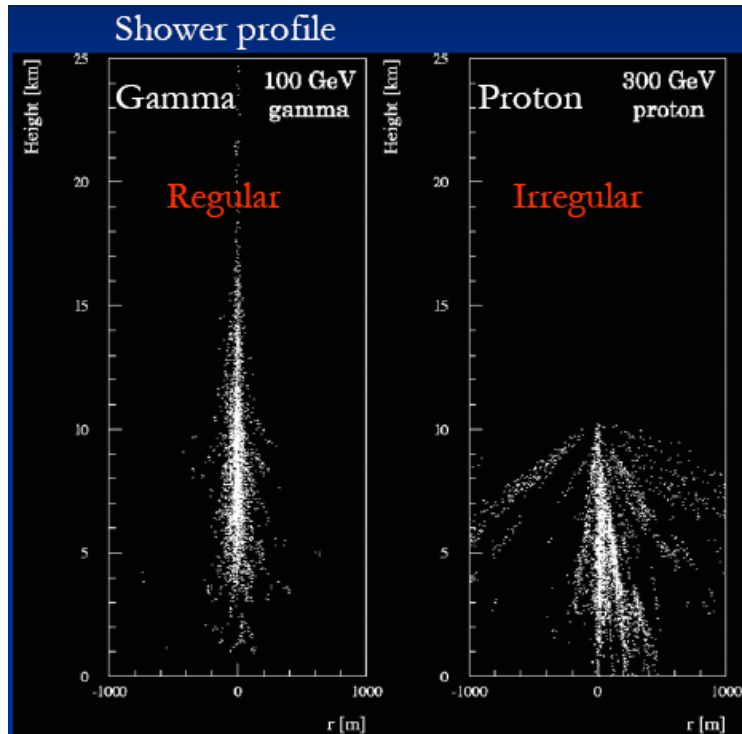 Shower profile
Height [km]
25
20
15
10
5
0
Gamma
100 GeV
gamma
Regular
-1000
0
1000
r [m]
Height [km]
25
20
15
10
5
0
Proton
300 GeV
proton
Irregular
-1000
0
1000
r [m]